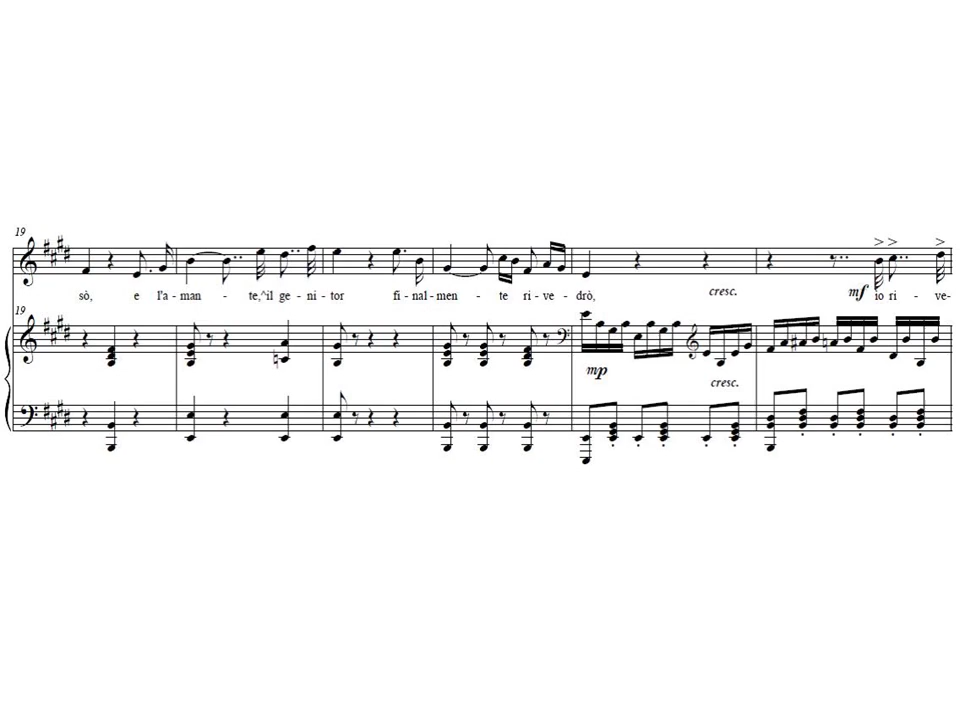 19
cresc.
mf
sò, e l'a - man - te,^il ge - ni - tor fi - nal - men - te ri - ve - drò, io ri - ve-
19
mp
cresc.